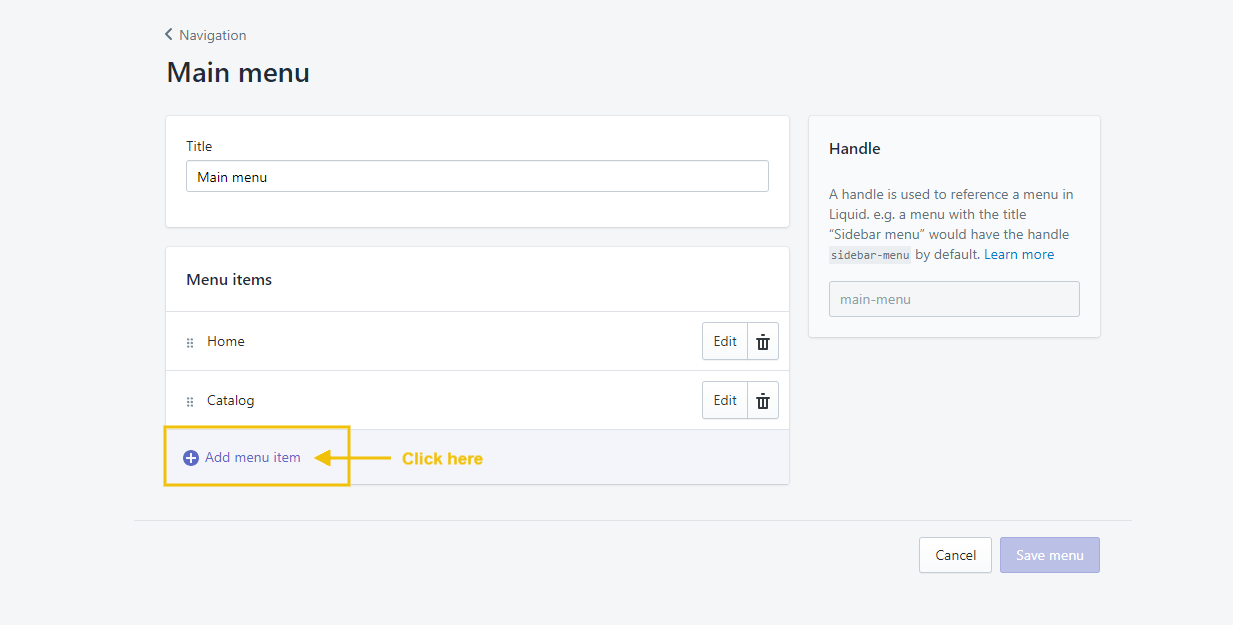 Navigation
Main menu
Title
Main menu
Menu items
Home
Edit
Catalog
Edit
Add menu item
Click here
Handle
A handle is used to reference a menu in
Liquid. e.g. a menu with the title
“Sidebar menu” would have the handle
sidebar-menu by default. Learn more
main-menu
Cancel
Save menu